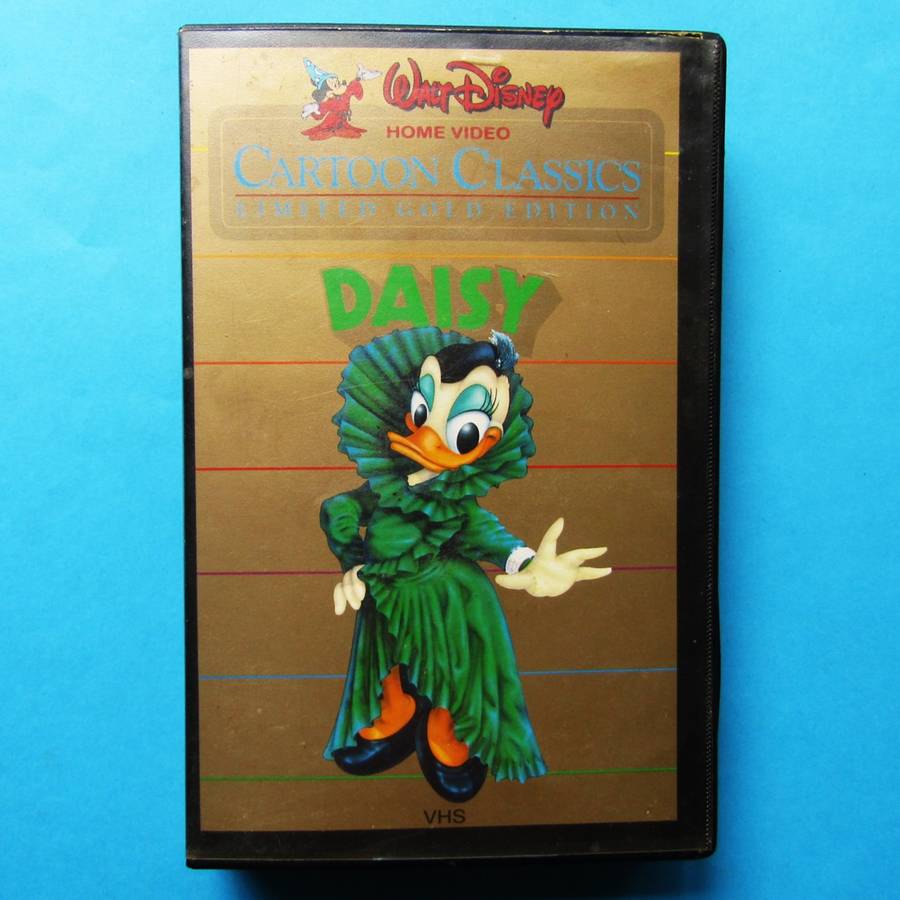 WALT DISNEY
HOME VIDEO
CARTOON CLASSICS
LIMITED GOLD EDITION
DAISY
VHS